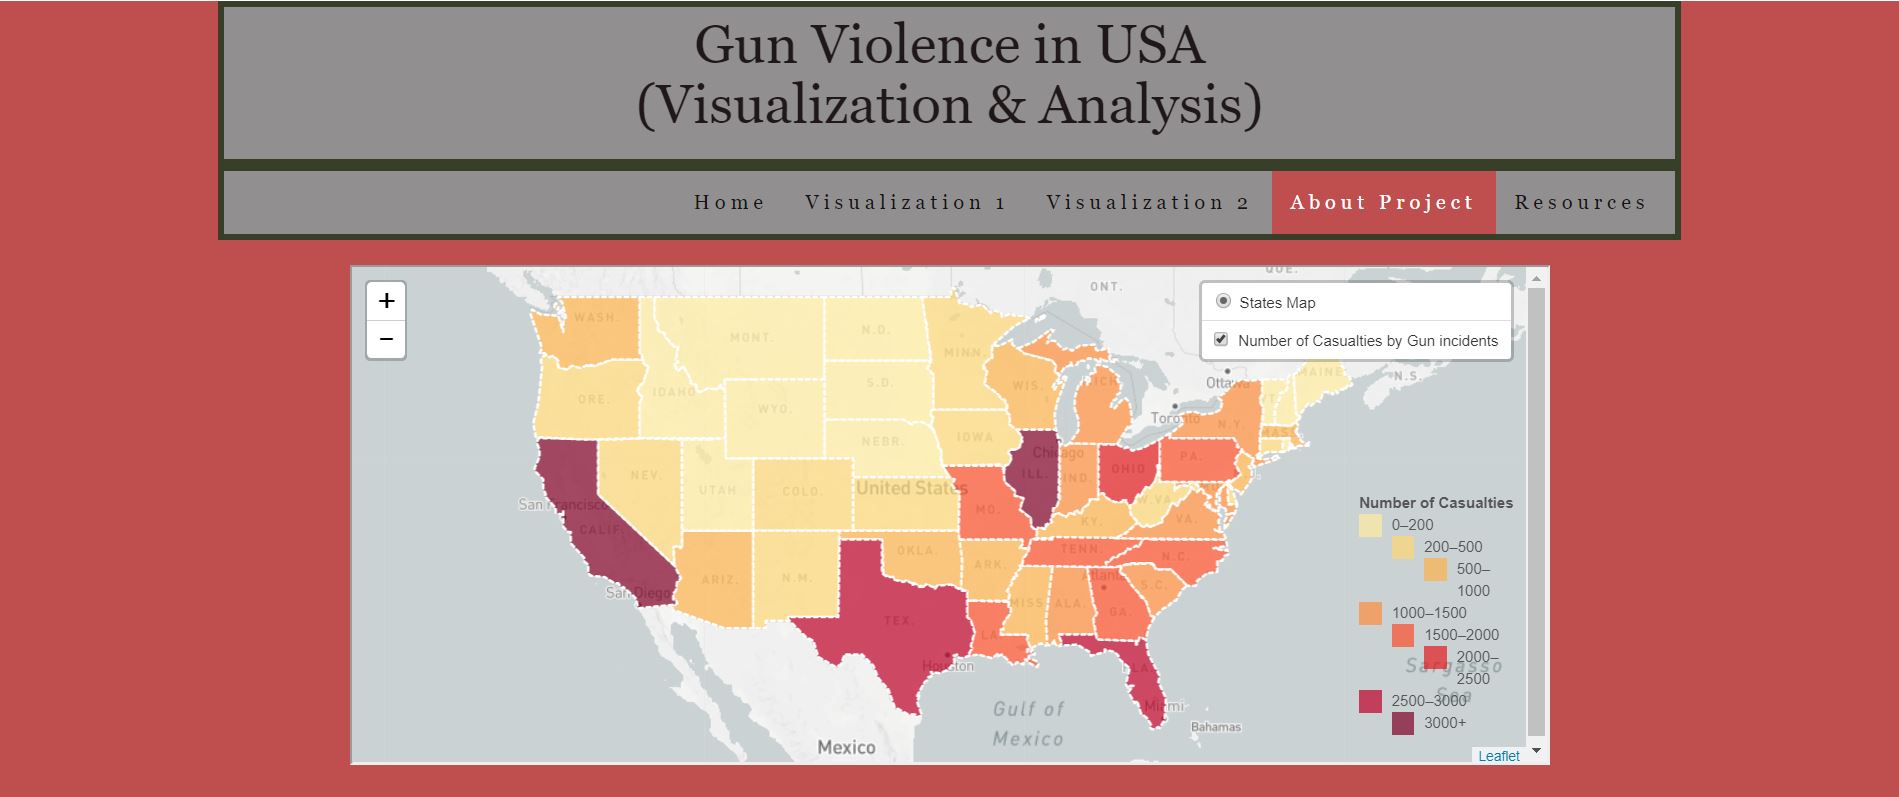 Gun Violence in USA
(Visualization & Analysis)
Home Visualization 1 Visualization 2 About Project Resources
+
−
States Map
Number of Casualties by Gun incidents
QUE.
ONT.
WASH.
MONT.
N.D.
MINN.
ORE.
IDAHO
S.D.
WIS.
MICH.
Ottawa
MAINE
N.S.
WYO.
Toronto
VT.
N.Y.
MASS.
NEBR.
IOWA
Chicago
PA.
OHIO
ILL.
IND.
NEV.
UTAH
COLO.
United States
W.VA.
San Francisco
CALIF.
MO.
KY.
VA.
OKLA.
TENN.
N.C.
ARIZ.
N.M.
ARK.
Atlanta
S.C.
San Diego
MISS.
ALA.
GA.
TEX.
LA.
Houston
FLA.
Miami
Gulf of
Mexico
Bahamas
Mexico
Sargasso
Sea
Number of Casualties
0–200
200–500
500–
1000
1000–1500
1500–2000
2000–
2500
2500–3000
3000+
Leaflet